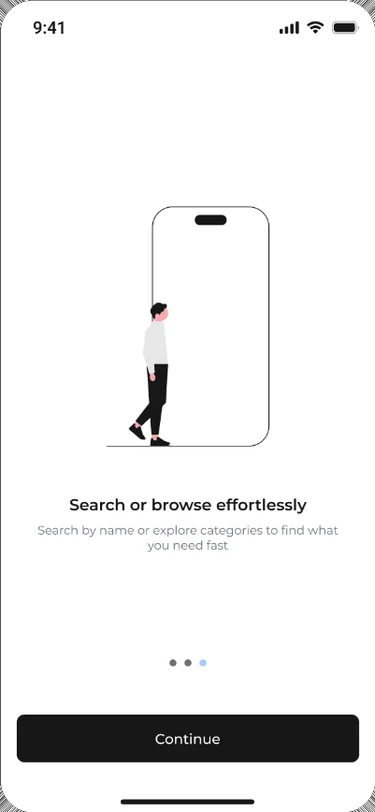 9:41
Search or browse effortlessly
Search by name or explore categories to find what
you need fast
Continue